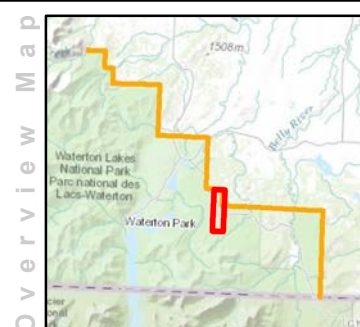 Overview Map
1508m.
Belly River
Waterton Lakes
National Park
Parc national des
Lacs-Waterton
Waterton Park